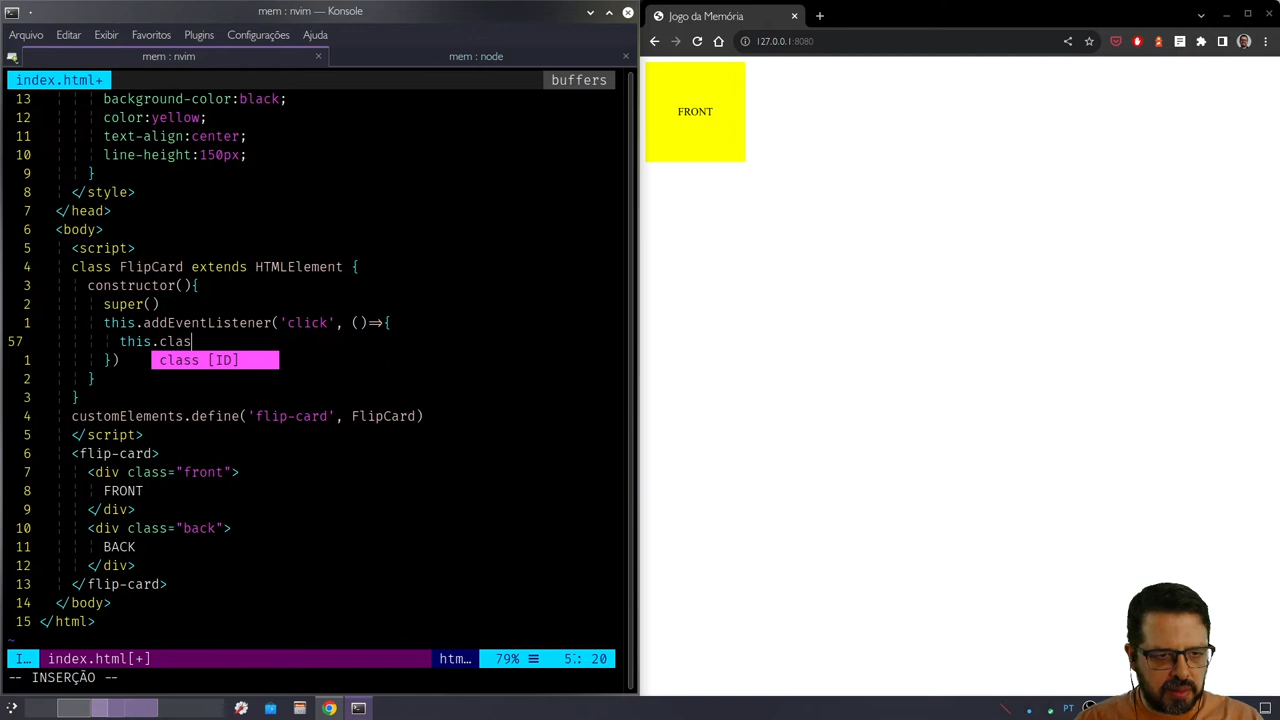 mem : nvim — Konsole
Arquivo Editar Exibir Favoritos Plugins Configurações Ajuda
mem : nvim
mem : node
index.html+
buffers
13 background-color:black;
12 color:yellow;
11 text-align:center;
10 line-height:150px;
9 }
8 </style>
7 </head>
6 <body>
5 <script>
4 class FlipCard extends HTMLElement {
3 constructor(){
2 super()
1 this.addEventListener('click', ()=>{
57 this.clas
class [ID]
1 })
2 }
3 }
4 customElements.define('flip-card', FlipCard)
5 </script>
6 <flip-card>
7 <div class="front">
8 FRONT
9 </div>
10 <div class="back">
11 BACK
12 </div>
13 </flip-card>
14 </body>
15 </html>
~
I… index.html[+] htm… 79% ☰ 57: 20
-- INSERÇÃO --
Jogo da Memória
127.0.0.1:8080
FRONT
PT